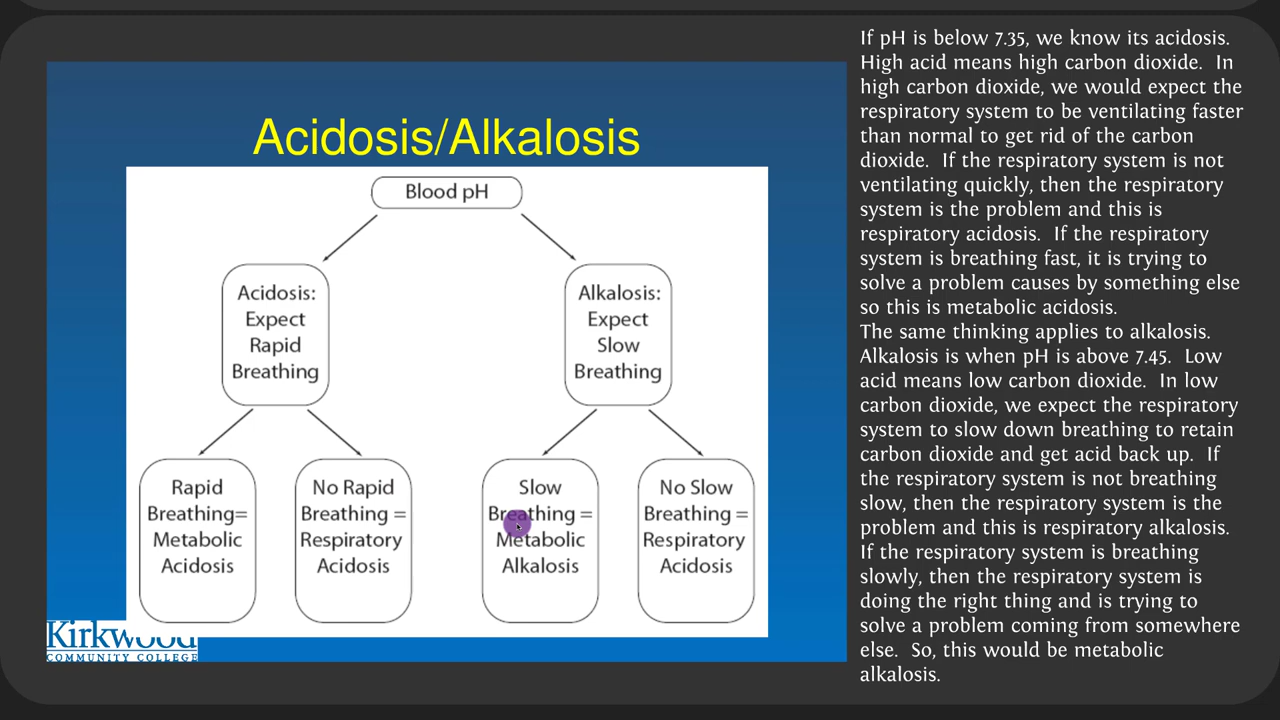 Acidosis/Alkalosis
Blood pH
Acidosis:
Expect
Rapid
Breathing
Alkalosis:
Expect
Slow
Breathing
Rapid
Breathing=
Metabolic
Acidosis
No Rapid
Breathing =
Respiratory
Acidosis
Slow
Breathing =
Metabolic
Alkalosis
No Slow
Breathing =
Respiratory
Acidosis
Kirkwood
COMMUNITY COLLEGE
If pH is below 7.35, we know its acidosis.
High acid means high carbon dioxide. In
high carbon dioxide, we would expect the
respiratory system to be ventilating faster
than normal to get rid of the carbon
dioxide. If the respiratory system is not
ventilating quickly, then the respiratory
system is the problem and this is
respiratory acidosis. If the respiratory
system is breathing fast, it is trying to
solve a problem causes by something else
so this is metabolic acidosis.
The same thinking applies to alkalosis.
Alkalosis is when pH is above 7.45. Low
acid means low carbon dioxide. In low
carbon dioxide, we expect the respiratory
system to slow down breathing to retain
carbon dioxide and get acid back up. If
the respiratory system is not breathing
slow, then the respiratory system is the
problem and this is respiratory alkalosis.
If the respiratory system is breathing
slowly, then the respiratory system is
doing the right thing and is trying to
solve a problem coming from somewhere
else. So, this would be metabolic
alkalosis.